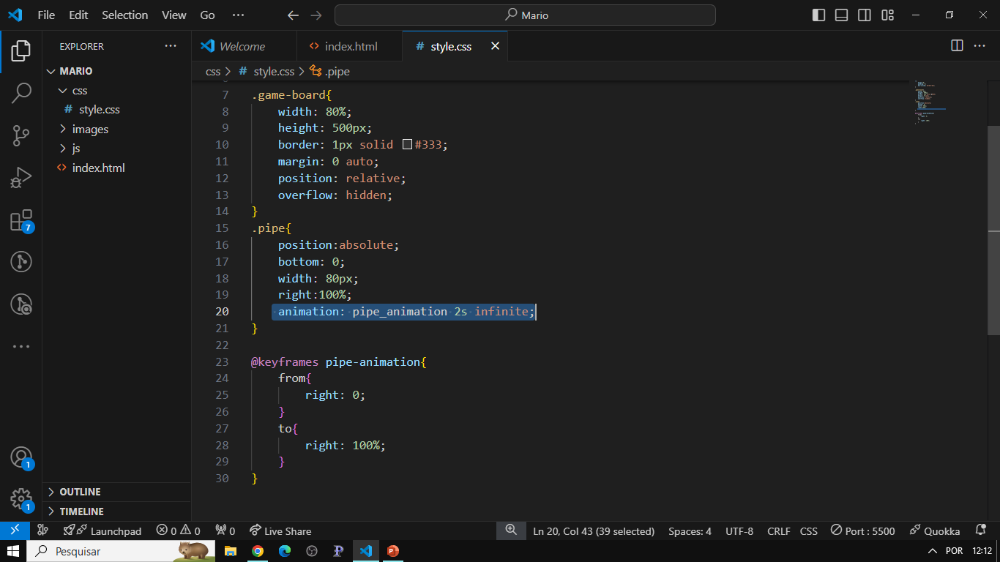 File Edit Selection View Go ··· Mario
EXPLORER ···
MARIO
css
# style.css
images
js
<> index.html
OUTLINE
TIMELINE
Welcome
<> index.html
# style.css
css > # style.css > .pipe
7 .game-board{
8 width: 80%;
9 height: 500px;
10 border: 1px solid #333;
11 margin: 0 auto;
12 position: relative;
13 overflow: hidden;
14 }
15 .pipe{
16 position:absolute;
17 bottom: 0;
18 width: 80px;
19 right:100%;
20 animation: pipe_animation 2s infinite;
21 }
22
23 @keyframes pipe-animation{
24 from{
25 right: 0;
26 }
27 to{
28 right: 100%;
29 }
30 }
7
1
1
Launchpad 0 0 0 Live Share Ln 20, Col 43 (39 selected) Spaces: 4 UTF-8 CRLF CSS Port : 5500 Quokka
Pesquisar POR 12:12